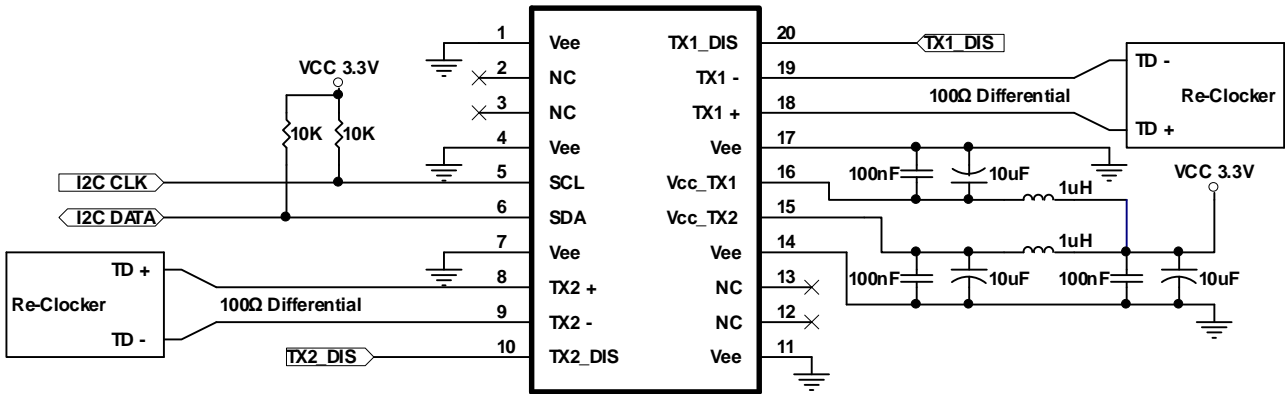 1 Vee
2 NC
3 NC
4 Vee
5 SCL
6 SDA
7 Vee
8 TX2 +
9 TX2 -
10 TX2_DIS
VCC 3.3V
10K
10K
I2C CLK
I2C DATA
Re-Clocker
TD +
TD -
100Ω Differential
TX2_DIS
TX1_DIS 20
TX1 - 19
TX1 + 18
Vee 17
Vcc_TX1 16
Vcc_TX2 15
Vee 14
NC 13
NC 12
Vee 11
TX1_DIS
100Ω Differential
TD -
Re-Clocker
TD +
100nF
10uF
1uH
VCC 3.3V
1uH
100nF
10uF
100nF
10uF